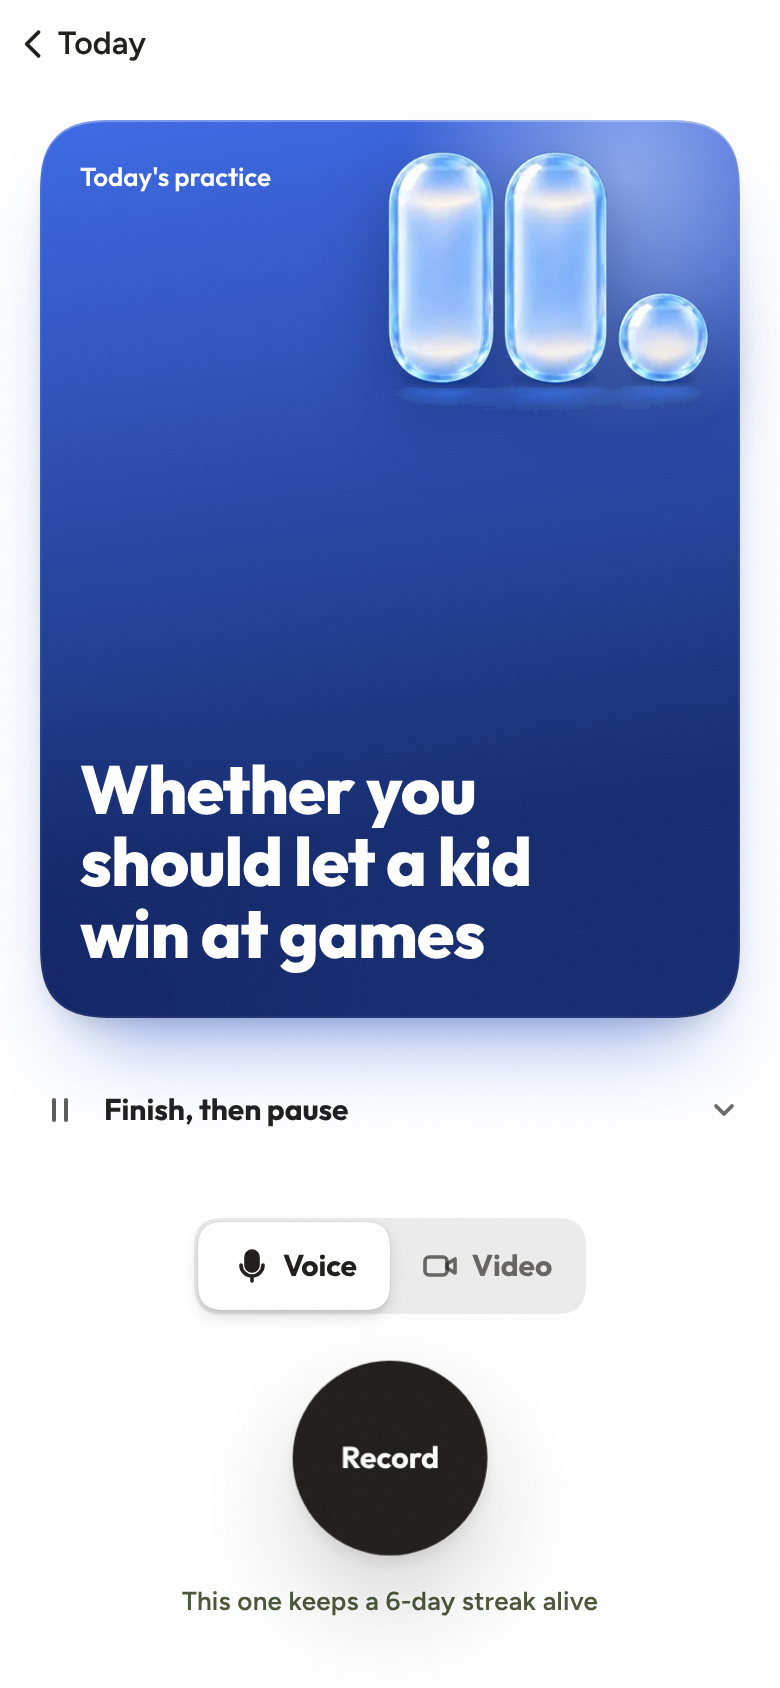 Today
Today's practice
Whether you
should let a kid
win at games
Finish, then pause
Voice
Video
Record
This one keeps a 6-day streak alive